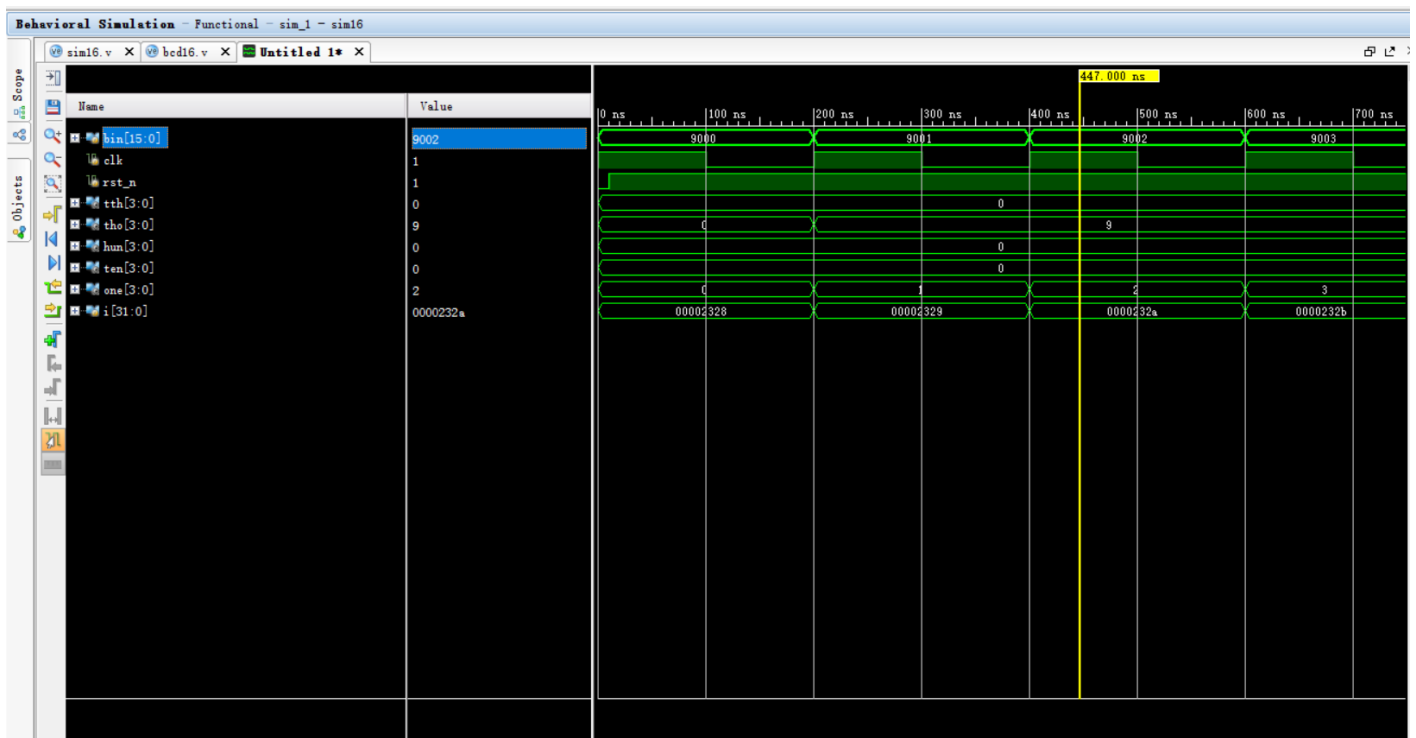 Behavioral Simulation - Functional - sim_1 - sim16
sim16.v X bcd16.v X Untitled 1* X
Scope
Objects
447.000 ns
Name Value
0 ns 100 ns 200 ns 300 ns 400 ns 500 ns 600 ns 700 ns
bin[15:0] 9002 9000 9001 9002 9003
clk 1
rst_n 1
tth[3:0] 0 0
tho[3:0] 9 0 9
hun[3:0] 0 0
ten[3:0] 0 0
one[3:0] 2 0 1 2 3
i[31:0] 0000232a 00002328 00002329 0000232a 0000232b